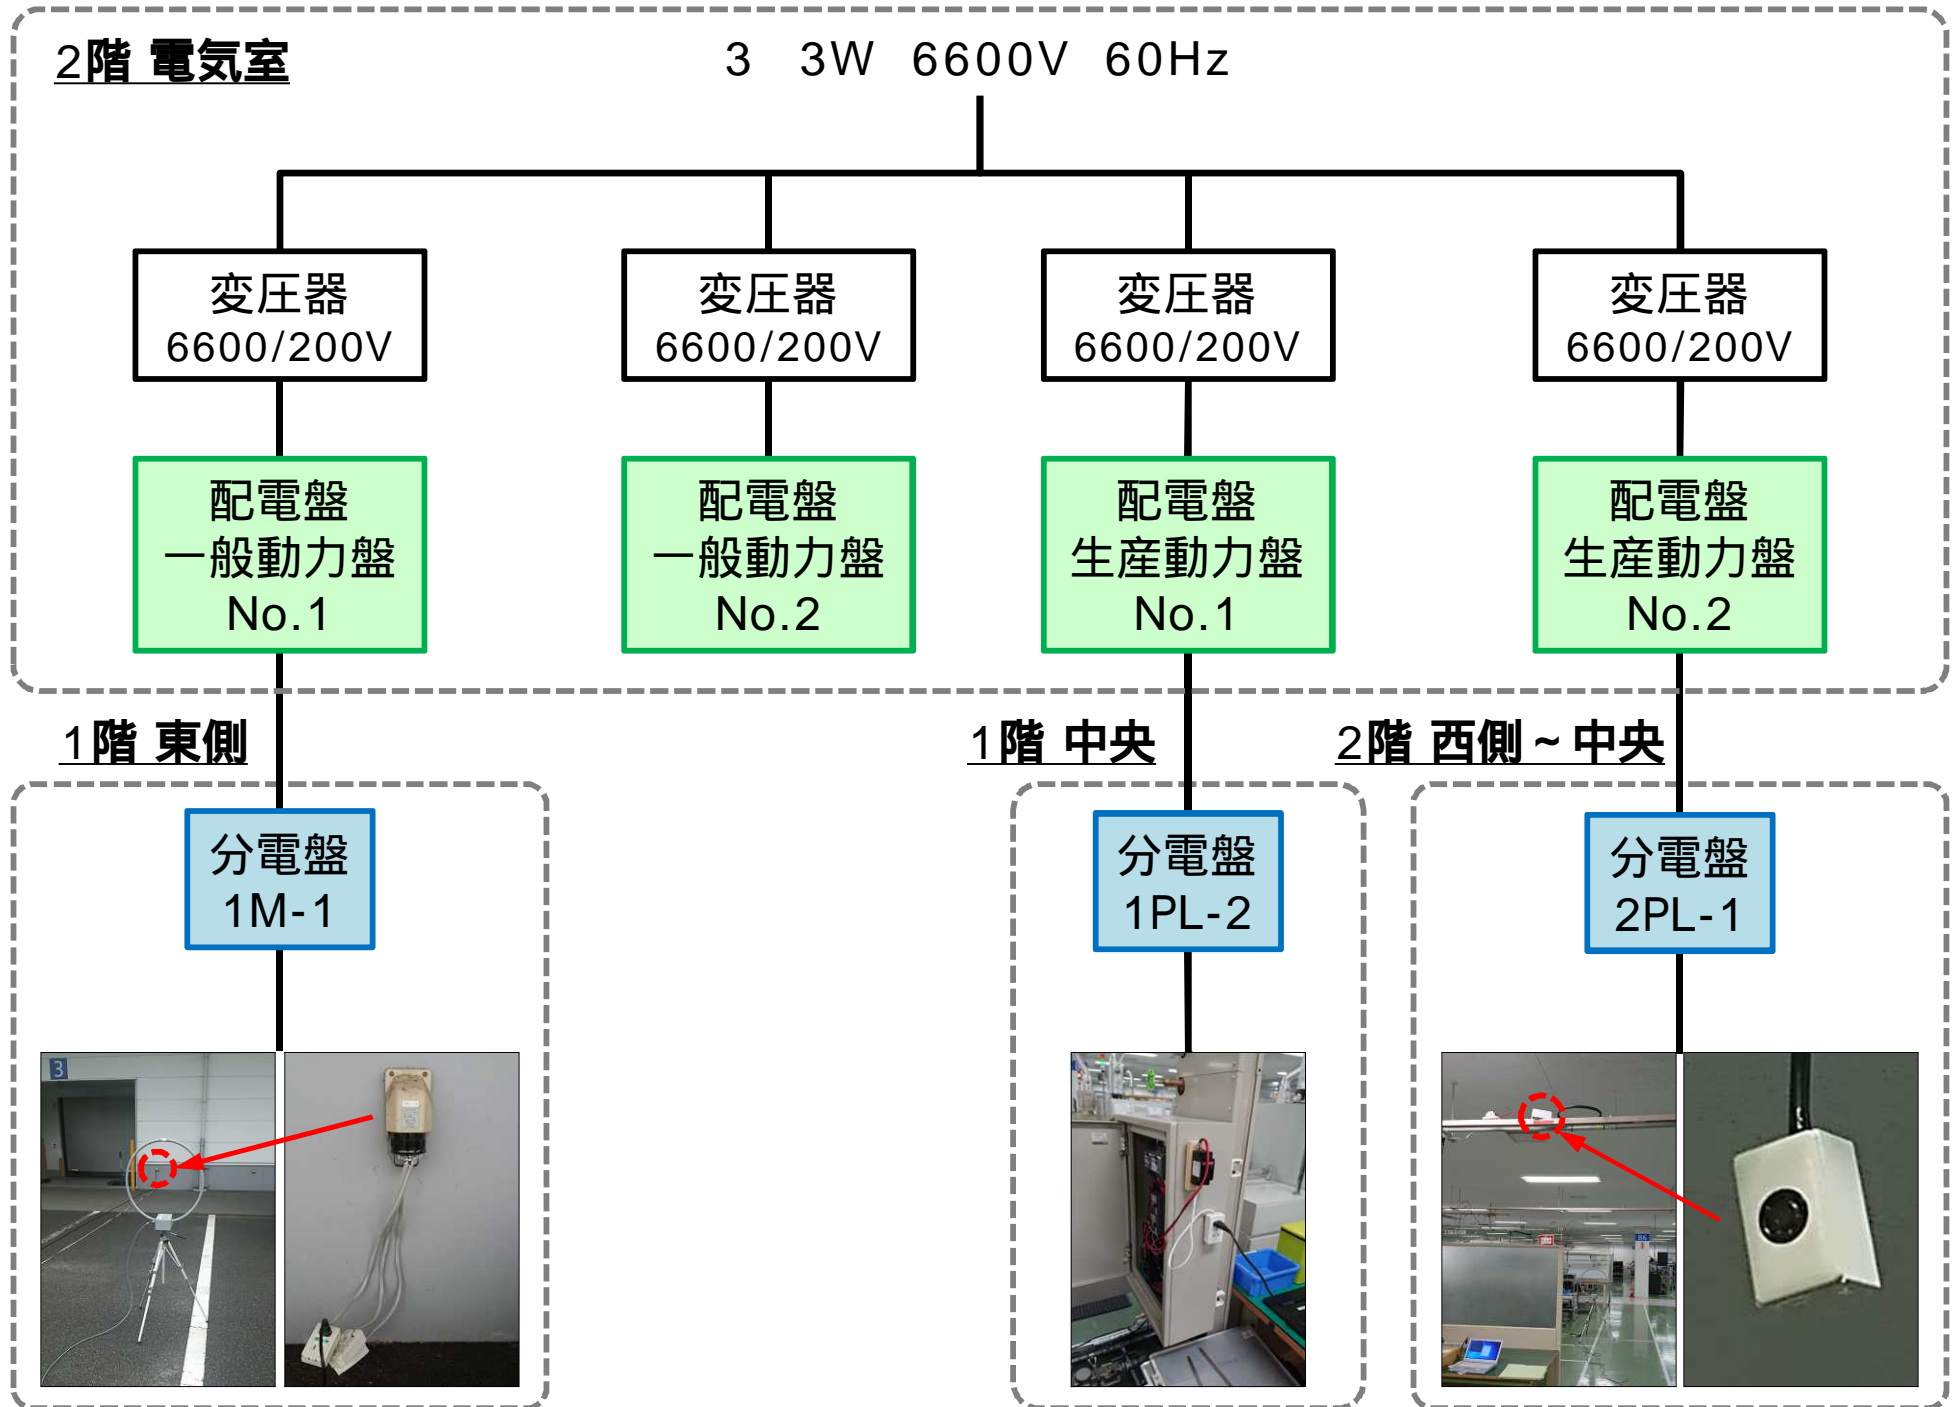 2階 電気室
3 3W 6600V 60Hz
変圧器
6600/200V
変圧器
6600/200V
変圧器
6600/200V
変圧器
6600/200V
配電盤
一般動力盤
No.1
配電盤
一般動力盤
No.2
配電盤
生産動力盤
No.1
配電盤
生産動力盤
No.2
1階 東側
1階 中央
2階 西側~中央
分電盤
1M-1
分電盤
1PL-2
分電盤
2PL-1
3